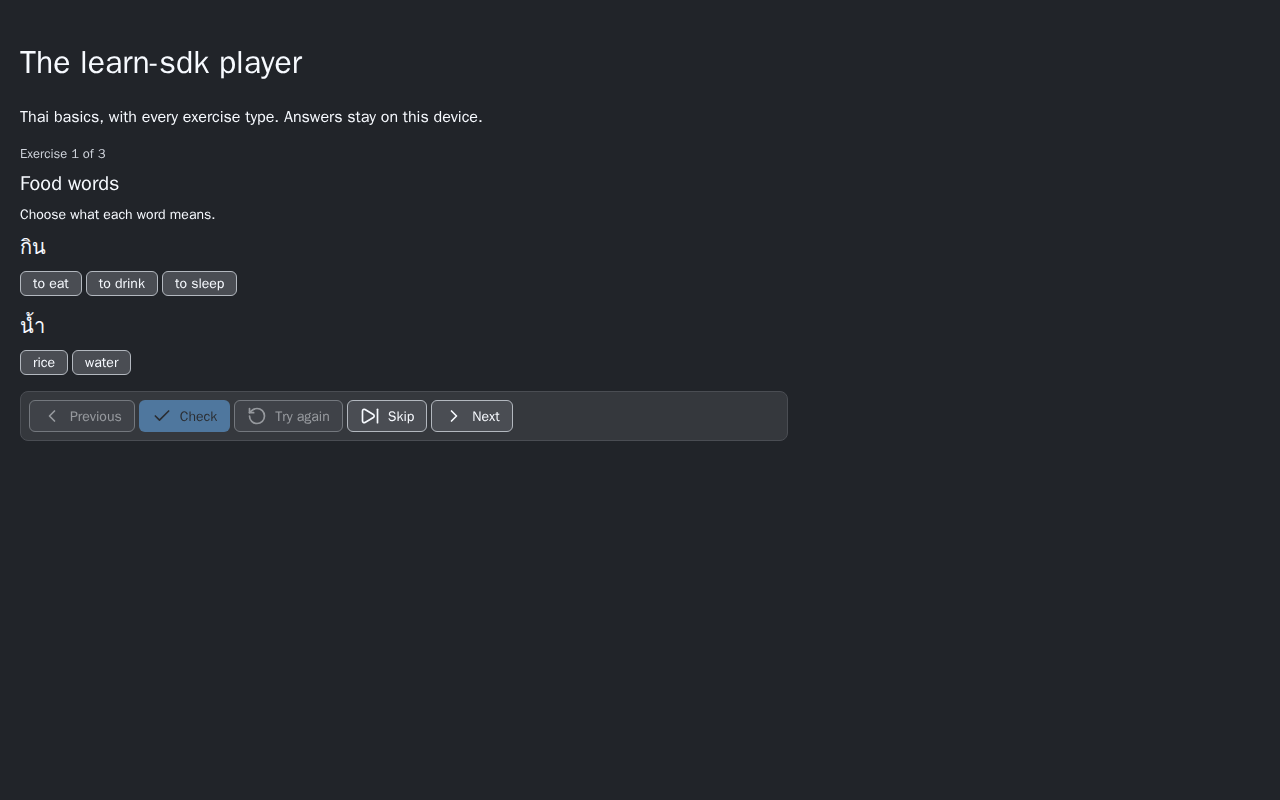 The learn-sdk player
Thai basics, with every exercise type. Answers stay on this device.
Exercise 1 of 3
Food words
Choose what each word means.
กิน
to eat to drink to sleep
น้ำ
rice water
Previous Check Try again Skip Next